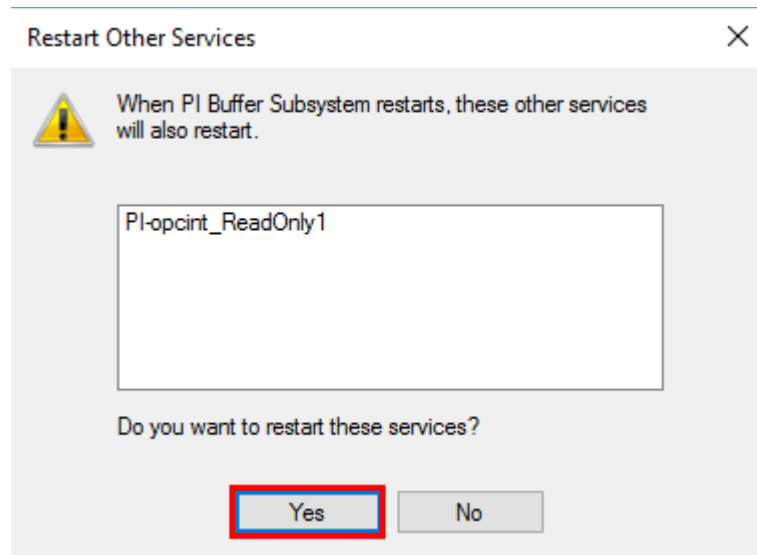 Restart Other Services
When PI Buffer Subsystem restarts, these other services
will also restart.
PI-opcint_ReadOnly1
Do you want to restart these services?
Yes
No